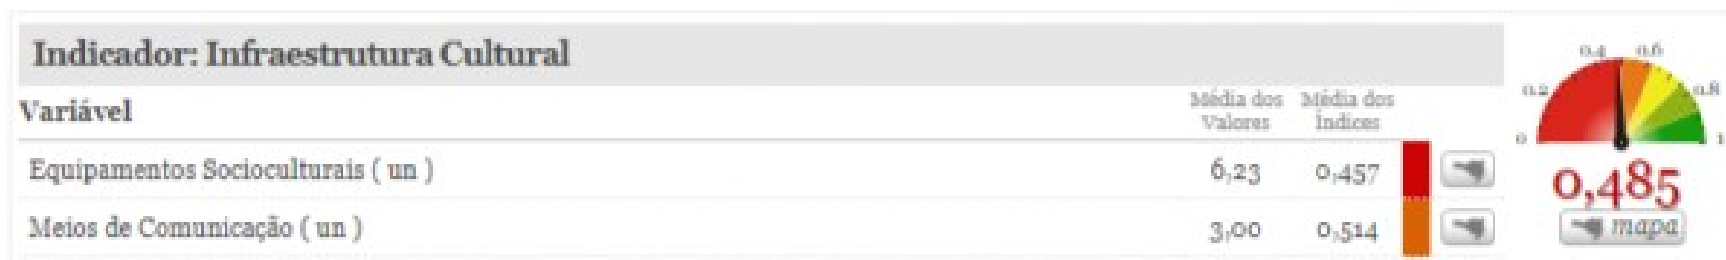 Indicador: Infraestrutura Cultural
Variável
Média dos Valores
Média dos Índices
Equipamentos Socioculturais ( un )
6,23
0,457
Meios de Comunicação ( un )
3,00
0,514
0
0.2
0.4
0.6
0.8
1
0,485
mapa